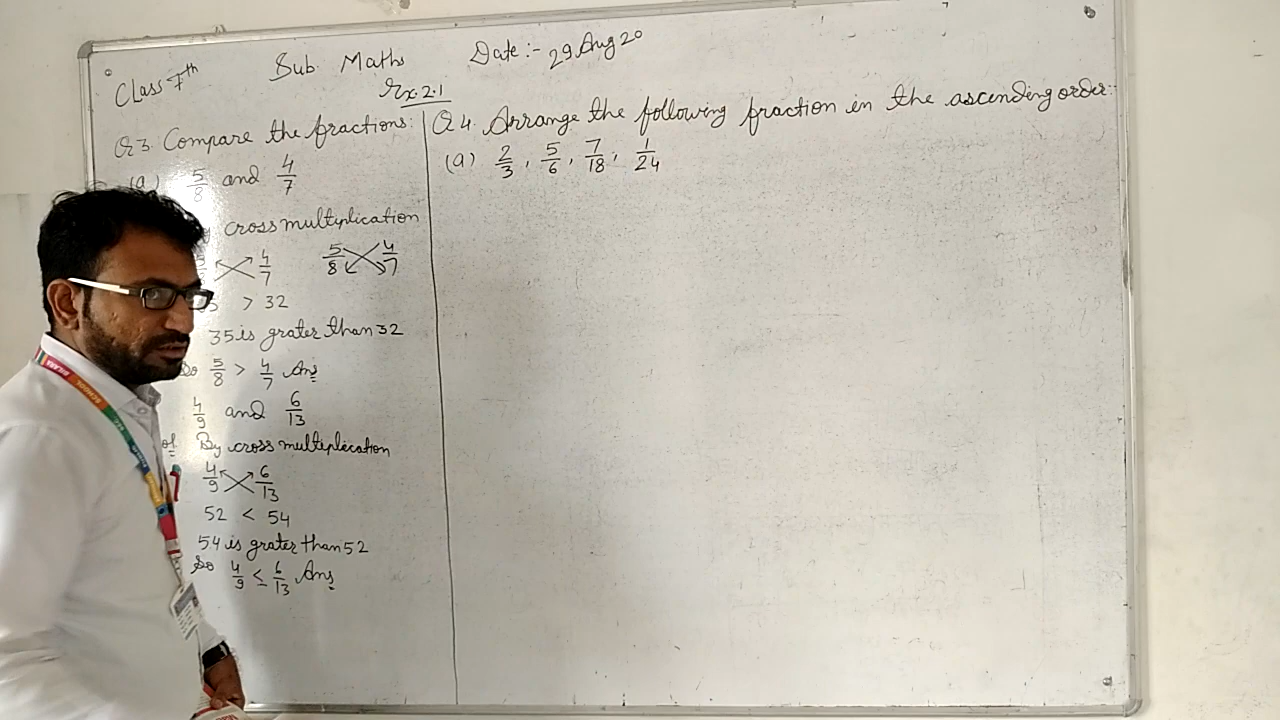 Class 7th Sub. Maths Date :- 29 Aug 20
Ex. 2.1
Q 3. Compare the fractions:
(a) 5/8 and 4/7
cross multiplication
4/7 5/8 4/7
> 32
35 is grater than 32
So 5/8 > 4/7 Ans
4/9 and 6/13
By cross multiplication
4/9 6/13
52 < 54
54 is grater than 52
So 4/9 < 6/13 Ans
Q 4. Arrange the following fraction in the ascending order:
(a) 2/3, 5/6, 7/18, 1/24